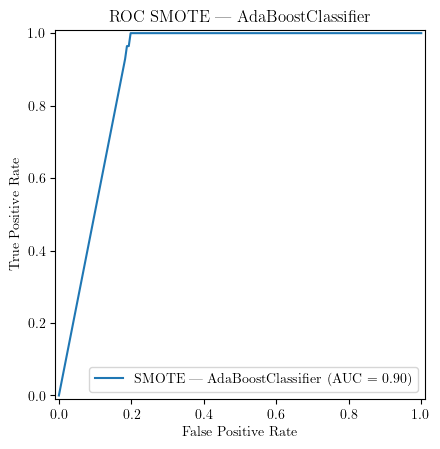 ROC SMOTE — AdaBoostClassifier
1.0
0.8
0.6
0.4
0.2
0.0
True Positive Rate
SMOTE — AdaBoostClassifier (AUC = 0.90)
0.0 0.2 0.4 0.6 0.8 1.0
False Positive Rate